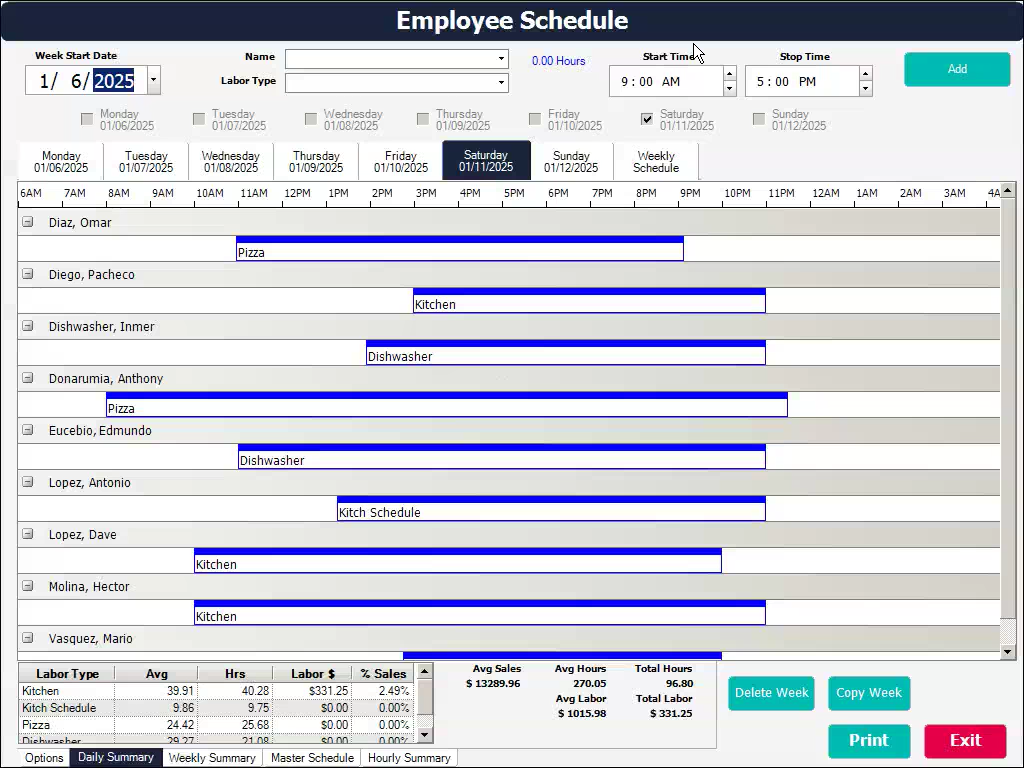 Employee Schedule
Week Start Date
1/ 6/2025
Name
Labor Type
0.00 Hours
Start Time
9:00 AM
Stop Time
5:00 PM
Add
Monday 01/06/2025
Tuesday 01/07/2025
Wednesday 01/08/2025
Thursday 01/09/2025
Friday 01/10/2025
Saturday 01/11/2025
Sunday 01/12/2025
Monday 01/06/2025
Tuesday 01/07/2025
Wednesday 01/08/2025
Thursday 01/09/2025
Friday 01/10/2025
Saturday 01/11/2025
Sunday 01/12/2025
Weekly Schedule
6AM 7AM 8AM 9AM 10AM 11AM 12PM 1PM 2PM 3PM 4PM 5PM 6PM 7PM 8PM 9PM 10PM 11PM 12AM 1AM 2AM 3AM 4A
Diaz, Omar
Pizza
Diego, Pacheco
Kitchen
Dishwasher, Inmer
Dishwasher
Donarumia, Anthony
Pizza
Eucebio, Edmundo
Dishwasher
Lopez, Antonio
Kitch Schedule
Lopez, Dave
Kitchen
Molina, Hector
Kitchen
Vasquez, Mario
Labor Type Avg Hrs Labor $ % Sales
Kitchen 39.91 40.28 $331.25 2.49%
Kitch Schedule 9.86 9.75 $0.00 0.00%
Pizza 24.42 25.68 $0.00 0.00%
Dishwasher 29.27 21.08 $0.00 0.00%
Avg Sales Avg Hours Total Hours
$ 13289.96 270.05 96.80
Avg Labor Total Labor
$ 1015.98 $ 331.25
Delete Week
Copy Week
Print
Exit
Options Daily Summary Weekly Summary Master Schedule Hourly Summary